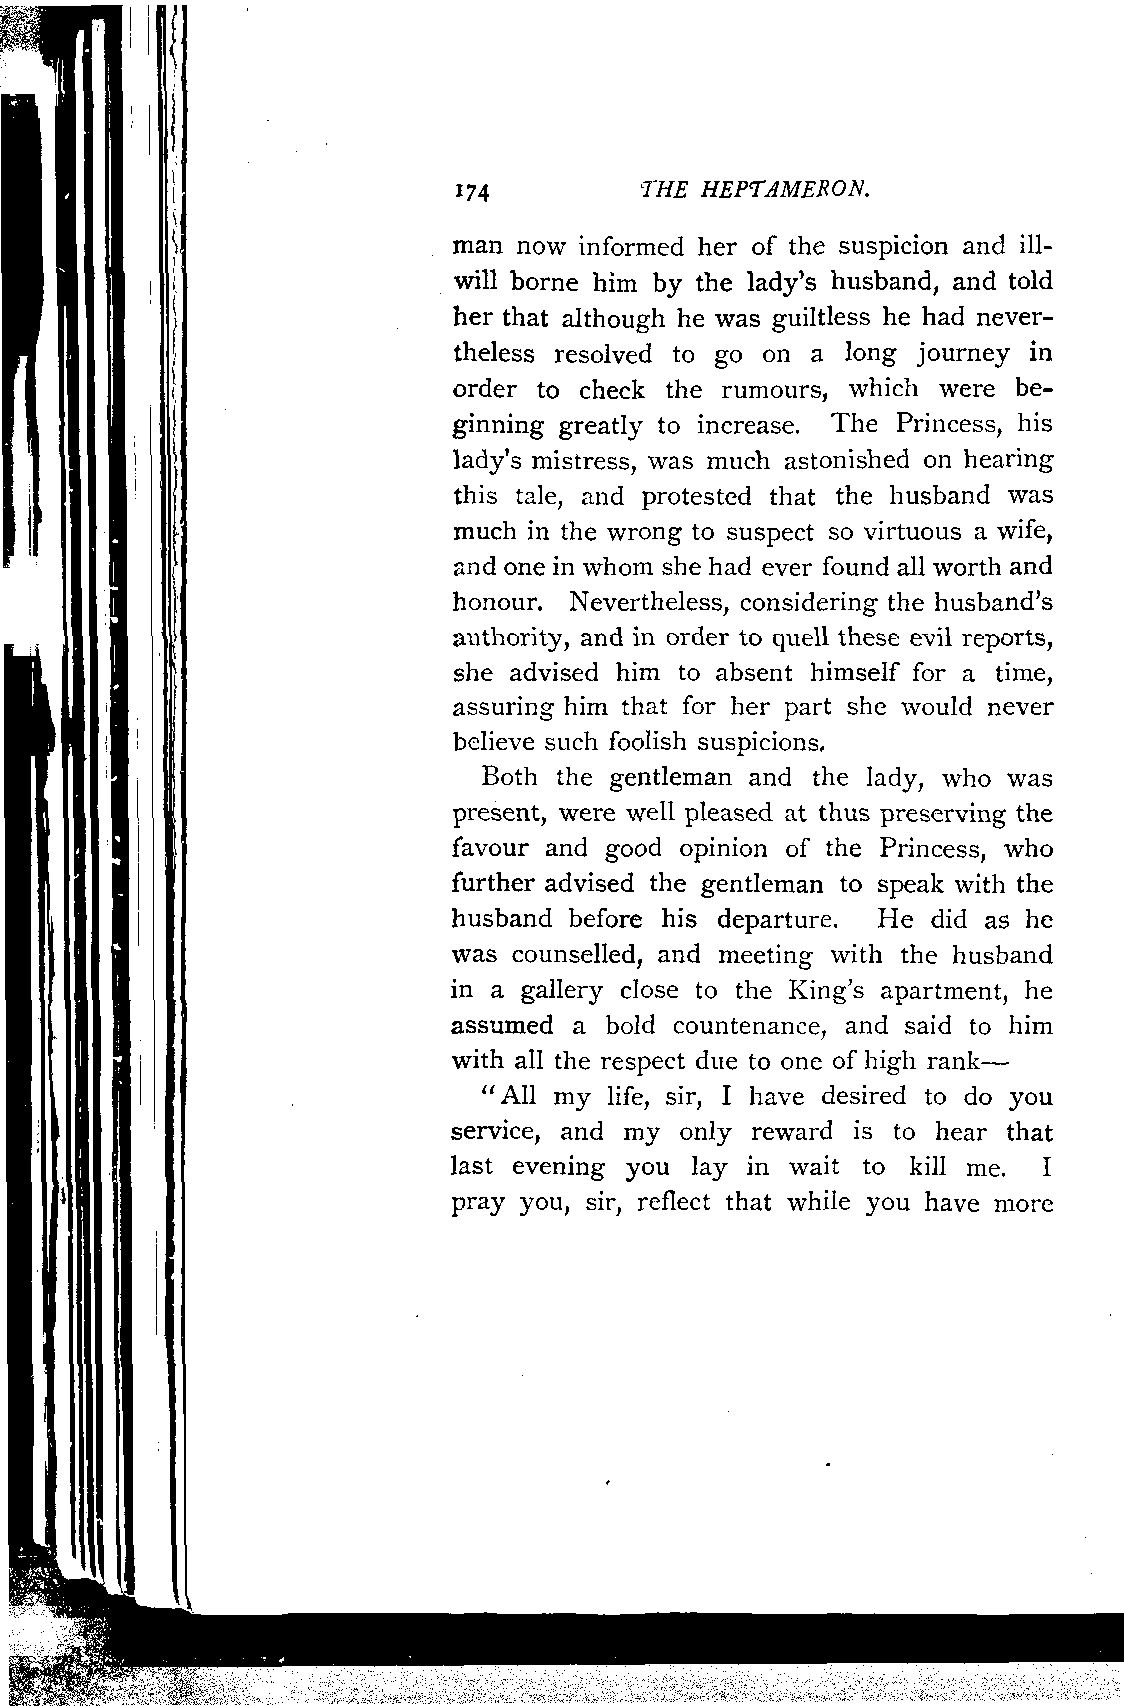 174 THE HEPTAMERON.
man now informed her of the suspicion and ill-
will borne him by the lady's husband, and told
her that although he was guiltless he had never-
theless resolved to go on a long journey in
order to check the rumours, which were be-
ginning greatly to increase. The Princess, his
lady's mistress, was much astonished on hearing
this tale, and protested that the husband was
much in the wrong to suspect so virtuous a wife,
and one in whom she had ever found all worth and
honour. Nevertheless, considering the husband's
authority, and in order to quell these evil reports,
she advised him to absent himself for a time,
assuring him that for her part she would never
believe such foolish suspicions.
Both the gentleman and the lady, who was
present, were well pleased at thus preserving the
favour and good opinion of the Princess, who
further advised the gentleman to speak with the
husband before his departure. He did as he
was counselled, and meeting with the husband
in a gallery close to the King's apartment, he
assumed a bold countenance, and said to him
with all the respect due to one of high rank—
"All my life, sir, I have desired to do you
service, and my only reward is to hear that
last evening you lay in wait to kill me. I
pray you, sir, reflect that while you have more